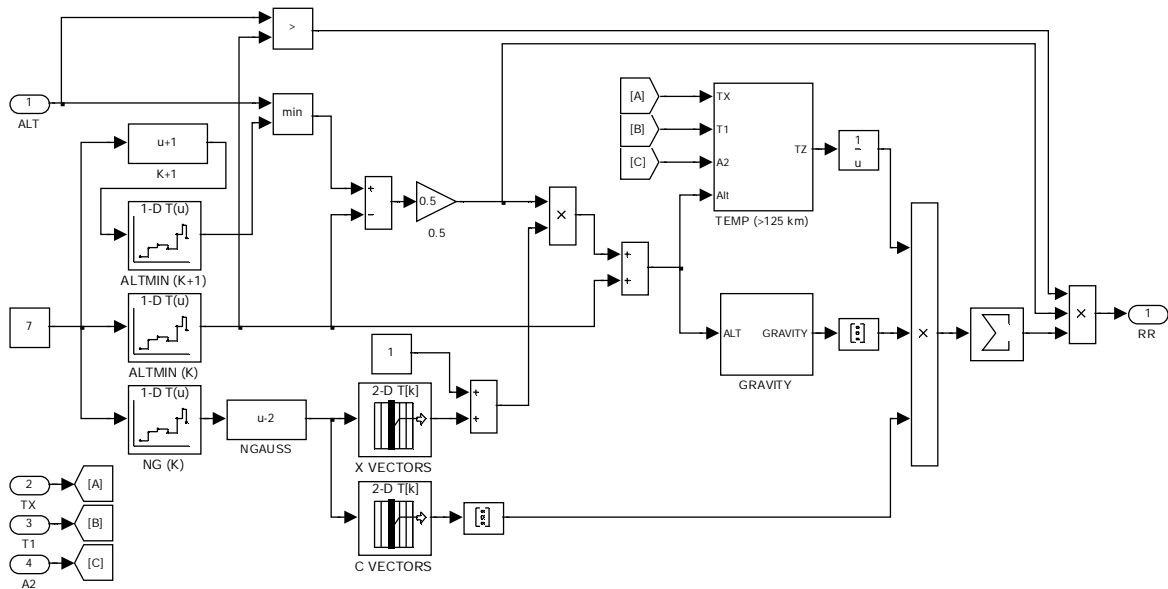 >
1
ALT
min
u+1
K+1
1-D T(u)
ALTMIN (K+1)
+
−
0.5
0.5
×
[A]
[B]
[C]
TX
T1
A2
Alt
TZ
TEMP (>125 km)
1
u
+
+
7
1-D T(u)
ALTMIN (K)
1
ALT
GRAVITY
GRAVITY
×
×
1
RR
1-D T(u)
NG (K)
u-2
NGAUSS
2-D T[k]
X VECTORS
+
+
2-D T[k]
C VECTORS
2
TX
[A]
3
T1
[B]
4
A2
[C]